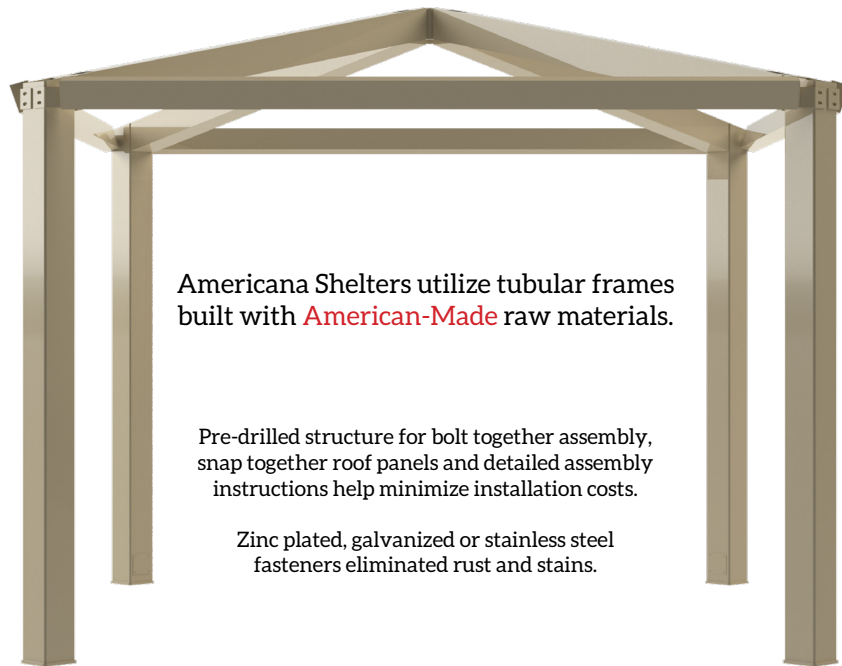 Americana Shelters utilize tubular frames
built with American-Made raw materials.
Pre-drilled structure for bolt together assembly,
snap together roof panels and detailed assembly
instructions help minimize installation costs.
Zinc plated, galvanized or stainless steel
fasteners eliminated rust and stains.